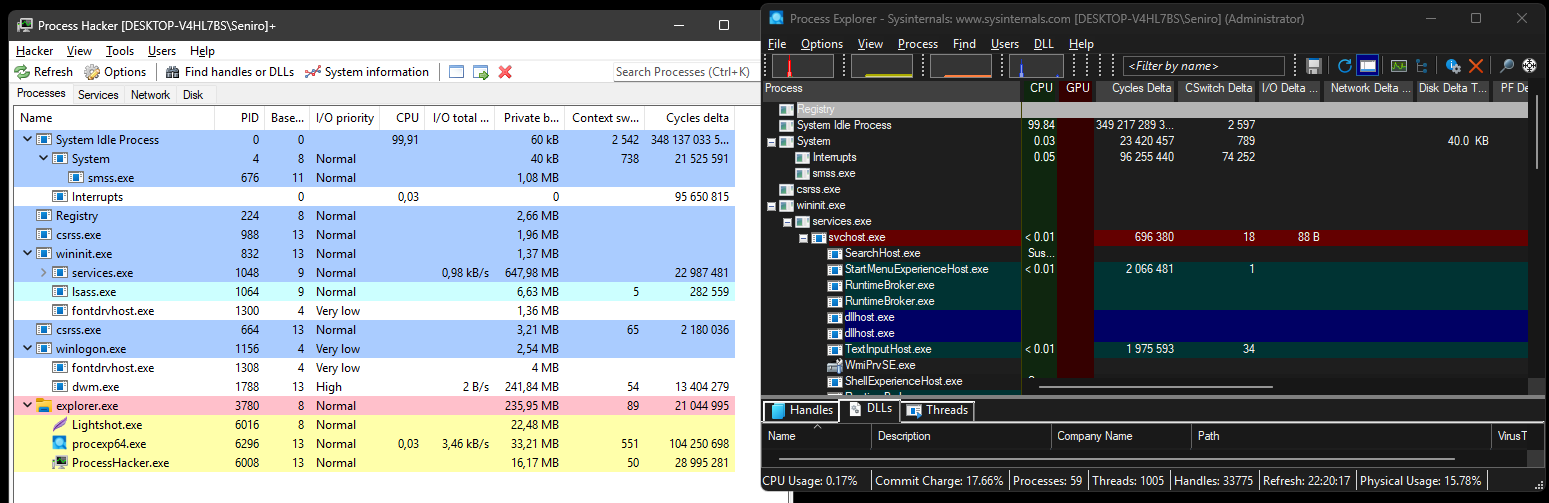 Process Hacker [DESKTOP-V4HL7BS\Seniro]+
Hacker View Tools Users Help
Refresh Options Find handles or DLLs System information Search Processes (Ctrl+K)
Processes Services Network Disk
Name PID Base... I/O priority CPU I/O total ... Private b... Context sw... Cycles delta
System Idle Process 0 0 99,91 60 kB 2 542 348 137 033 5...
System 4 8 Normal 40 kB 738 21 525 591
smss.exe 676 11 Normal 1,08 MB
Interrupts 0 0,03 0 95 650 815
Registry 224 8 Normal 2,66 MB
csrss.exe 988 13 Normal 1,96 MB
wininit.exe 832 13 Normal 1,37 MB
services.exe 1048 9 Normal 0,98 kB/s 647,98 MB 22 987 481
lsass.exe 1064 9 Normal 6,63 MB 5 282 559
fontdrvhost.exe 1300 4 Very low 1,36 MB
csrss.exe 664 13 Normal 3,21 MB 65 2 180 036
winlogon.exe 1156 4 Very low 2,54 MB
fontdrvhost.exe 1308 4 Very low 4 MB
dwm.exe 1788 13 High 2 B/s 241,84 MB 54 13 404 279
explorer.exe 3780 8 Normal 235,95 MB 89 21 044 995
Lightshot.exe 6016 8 Normal 22,48 MB
procexp64.exe 6296 13 Normal 0,03 3,46 kB/s 33,21 MB 551 104 250 698
ProcessHacker.exe 6008 13 Normal 16,17 MB 50 28 995 281
Process Explorer - Sysinternals: www.sysinternals.com [DESKTOP-V4HL7BS\Seniro] (Administrator)
File Options View Process Find Users DLL Help
<Filter by name>
Process CPU GPU Cycles Delta CSwitch Delta I/O Delta ... Network Delta ... Disk Delta T... PF De
Registry
System Idle Process 99.84 349 217 289 3... 2 597
System 0.03 23 420 457 789 40.0 KB
Interrupts 0.05 96 255 440 74 252
smss.exe
csrss.exe
wininit.exe
services.exe
svchost.exe < 0.01 696 380 18 88 B
SearchHost.exe Sus...
StartMenuExperienceHost.exe < 0.01 2 066 481 1
RuntimeBroker.exe
RuntimeBroker.exe
dllhost.exe
dllhost.exe
TextInputHost.exe < 0.01 1 975 593 34
WmiPrvSE.exe
ShellExperienceHost.exe
Handles DLLs Threads
Name Description Company Name Path VirusT
CPU Usage: 0.17% Commit Charge: 17.66% Processes: 59 Threads: 1005 Handles: 33775 Refresh: 22:20:17 Physical Usage: 15.78%